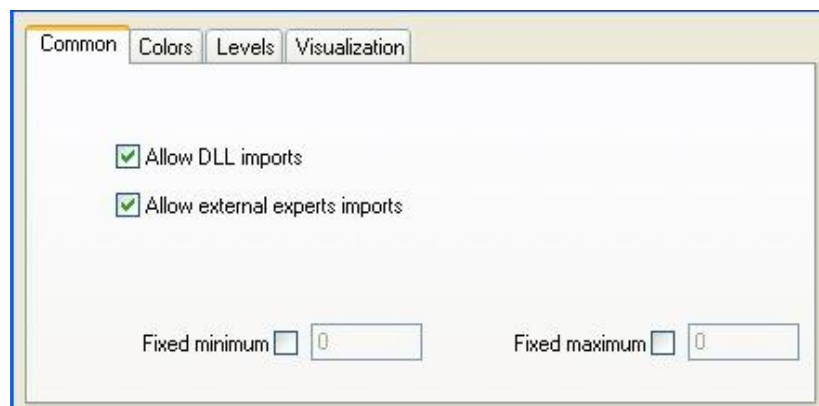 Common Colors Levels Visualization
Allow DLL imports
Allow external experts imports
Fixed minimum 0 Fixed maximum 0